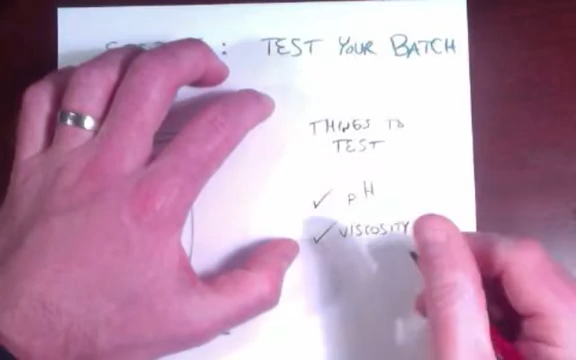 : TEST YOUR BATCH
THINGS TO
TEST
✓ pH
✓ VISCOSITY